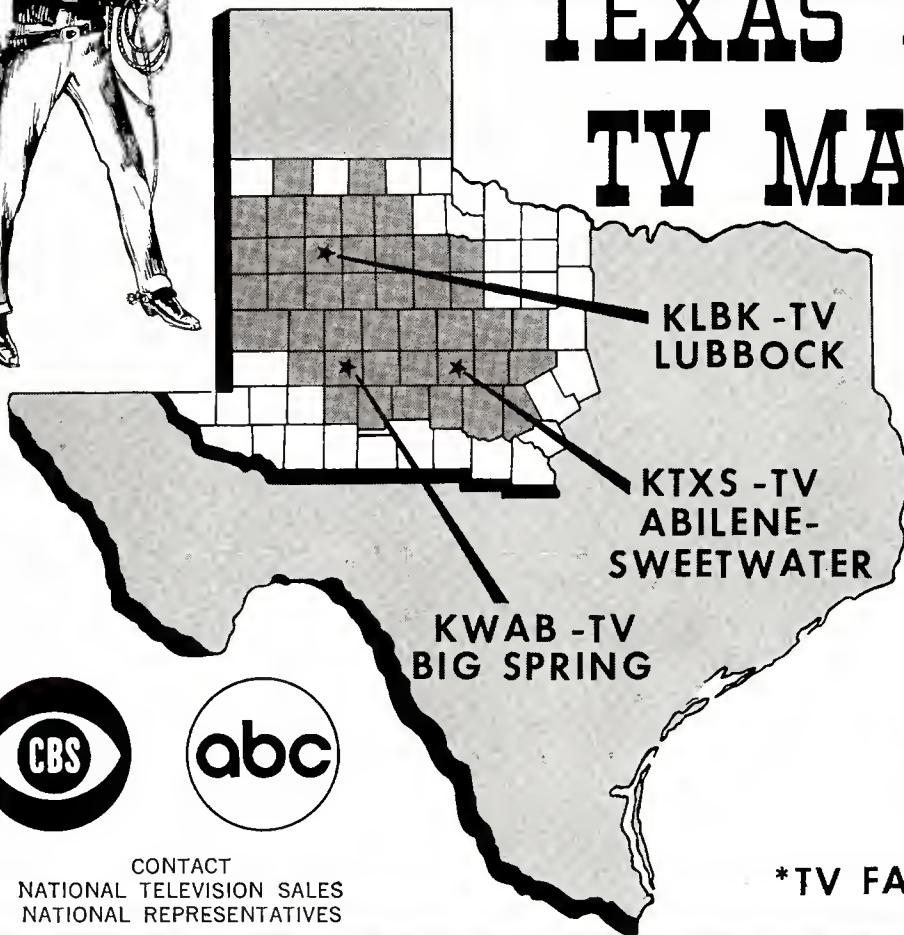 TEXAS
TV MA
KLBK -TV
LUBBOCK
KTXS -TV
ABILENE-
SWEETWATER
KWAB -TV
BIG SPRING
CBS
abc
CONTACT
NATIONAL TELEVISION SALES
NATIONAL REPRESENTATIVES
*TV FA